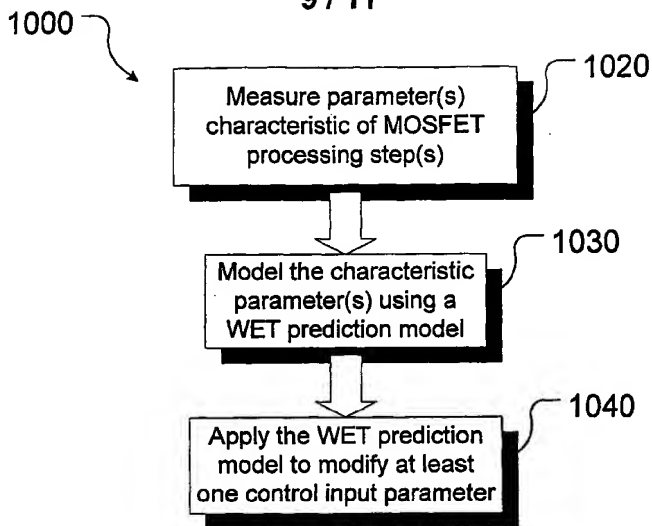 1000
1020
Measure parameter(s)
characteristic of MOSFET
processing step(s)
1030
Model the characteristic
parameter(s) using a
WET prediction model
1040
Apply the WET prediction
model to modify at least
one control input parameter